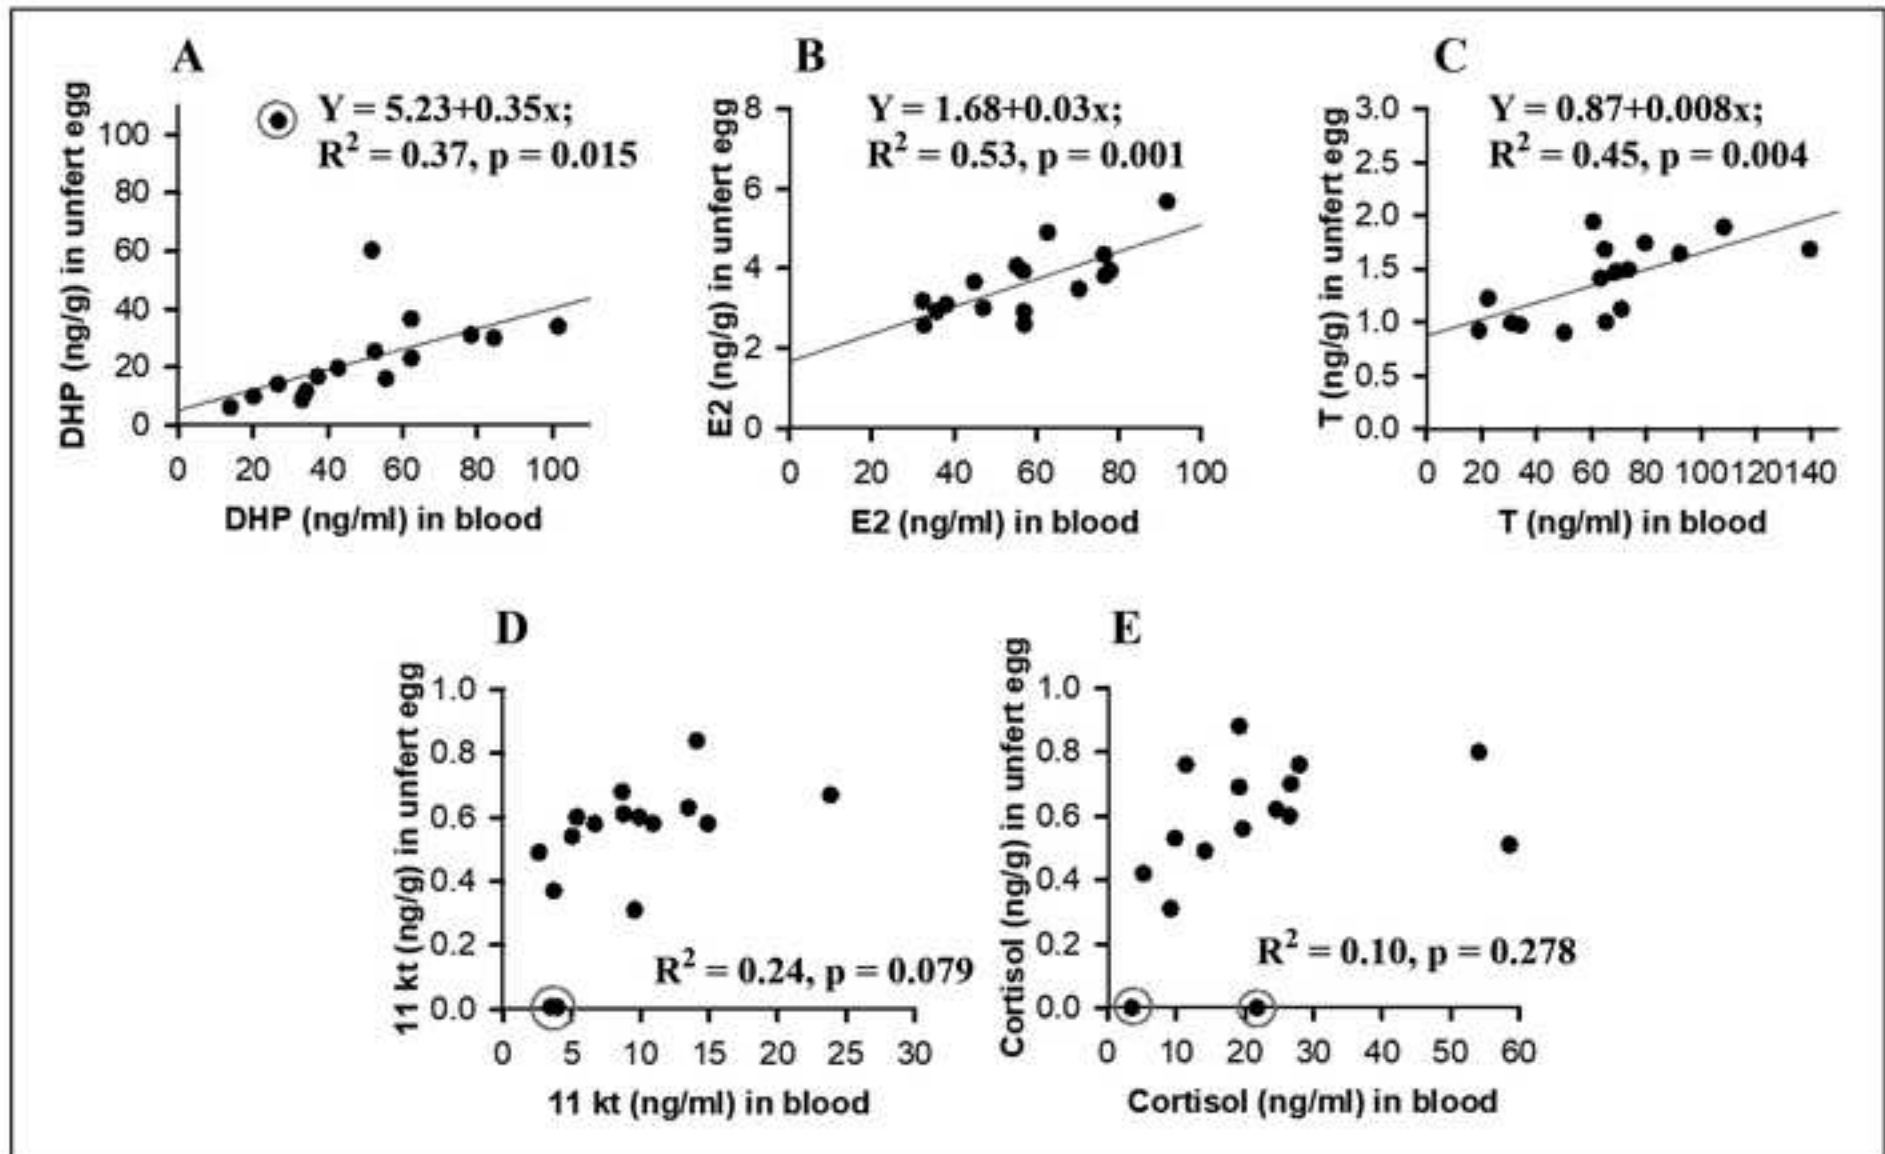 A
Y = 5.23+0.35x;
R² = 0.37, p = 0.015
DHP (ng/g) in unfert egg
100
80
60
40
20
0
0 20 40 60 80 100
DHP (ng/ml) in blood
B
Y = 1.68+0.03x;
R² = 0.53, p = 0.001
E2 (ng/g) in unfert egg
8
6
4
2
0
0 20 40 60 80 100
E2 (ng/ml) in blood
C
Y = 0.87+0.008x;
R² = 0.45, p = 0.004
T (ng/g) in unfert egg
3.0
2.5
2.0
1.5
1.0
0.5
0.0
0 20 40 60 80 100 120 140
T (ng/ml) in blood
D
11 kt (ng/g) in unfert egg
1.0
0.8
0.6
0.4
0.2
0.0
R² = 0.24, p = 0.079
0 5 10 15 20 25 30
11 kt (ng/ml) in blood
E
Cortisol (ng/g) in unfert egg
1.0
0.8
0.6
0.4
0.2
0.0
R² = 0.10, p = 0.278
0 10 20 30 40 50 60
Cortisol (ng/ml) in blood